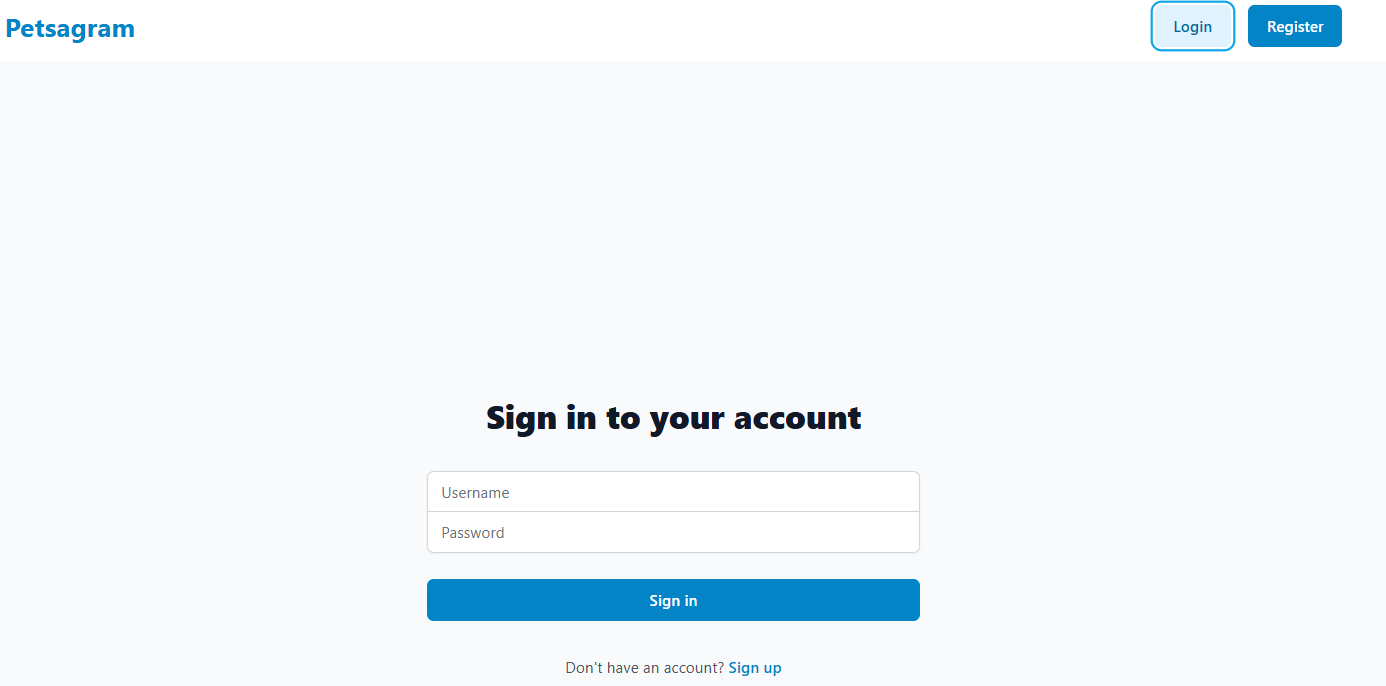 Petsagram
Login
Register
Sign in to your account
Username
Password
Sign in
Don't have an account? Sign up